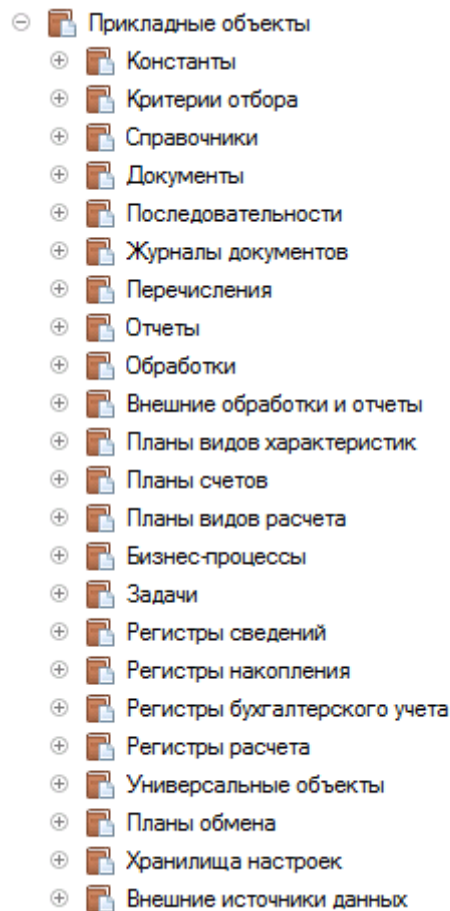 Прикладные объекты
Константы
Критерии отбора
Справочники
Документы
Последовательности
Журналы документов
Перечисления
Отчеты
Обработки
Внешние обработки и отчеты
Планы видов характеристик
Планы счетов
Планы видов расчета
Бизнес-процессы
Задачи
Регистры сведений
Регистры накопления
Регистры бухгалтерского учета
Регистры расчета
Универсальные объекты
Планы обмена
Хранилища настроек
Внешние источники данных